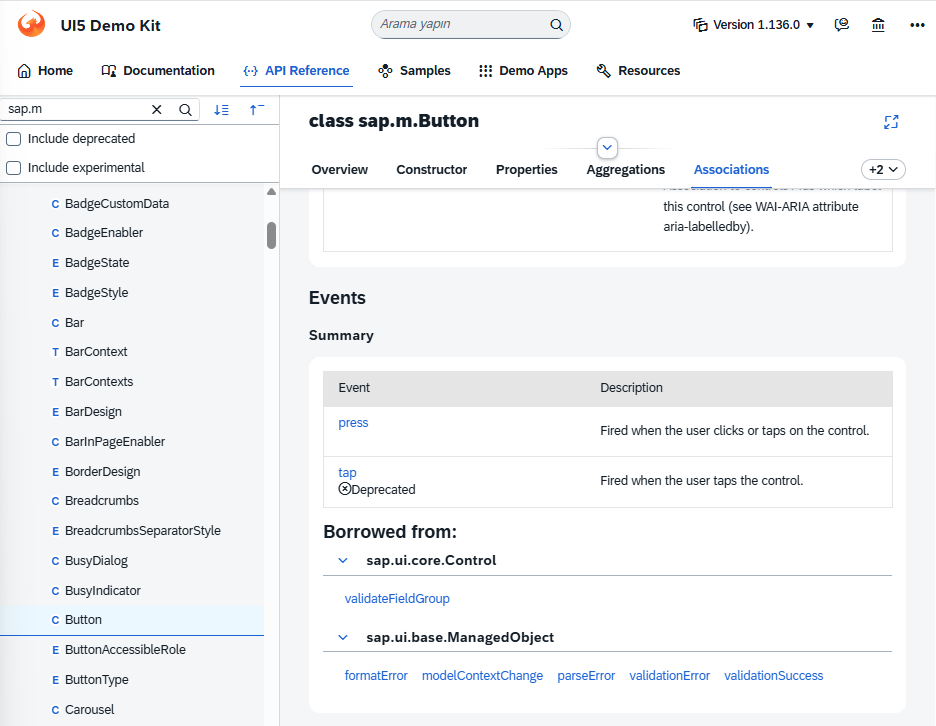 UI5 Demo Kit
Arama yapın
Version 1.136.0
Home
Documentation
API Reference
Samples
Demo Apps
Resources
sap.m
Include deprecated
Include experimental
C BadgeCustomData
C BadgeEnabler
E BadgeState
E BadgeStyle
C Bar
T BarContext
T BarContexts
E BarDesign
C BarInPageEnabler
E BorderDesign
C Breadcrumbs
E BreadcrumbsSeparatorStyle
C BusyDialog
C BusyIndicator
C Button
E ButtonAccessibleRole
E ButtonType
C Carousel
class sap.m.Button
Overview
Constructor
Properties
Aggregations
Associations
+2
this control (see WAI-ARIA attribute
aria-labelledby).
Events
Summary
Event Description
press
Fired when the user clicks or taps on the control.
tap
Deprecated
Fired when the user taps the control.
Borrowed from:
sap.ui.core.Control
validateFieldGroup
sap.ui.base.ManagedObject
formatError modelContextChange parseError validationError validationSuccess